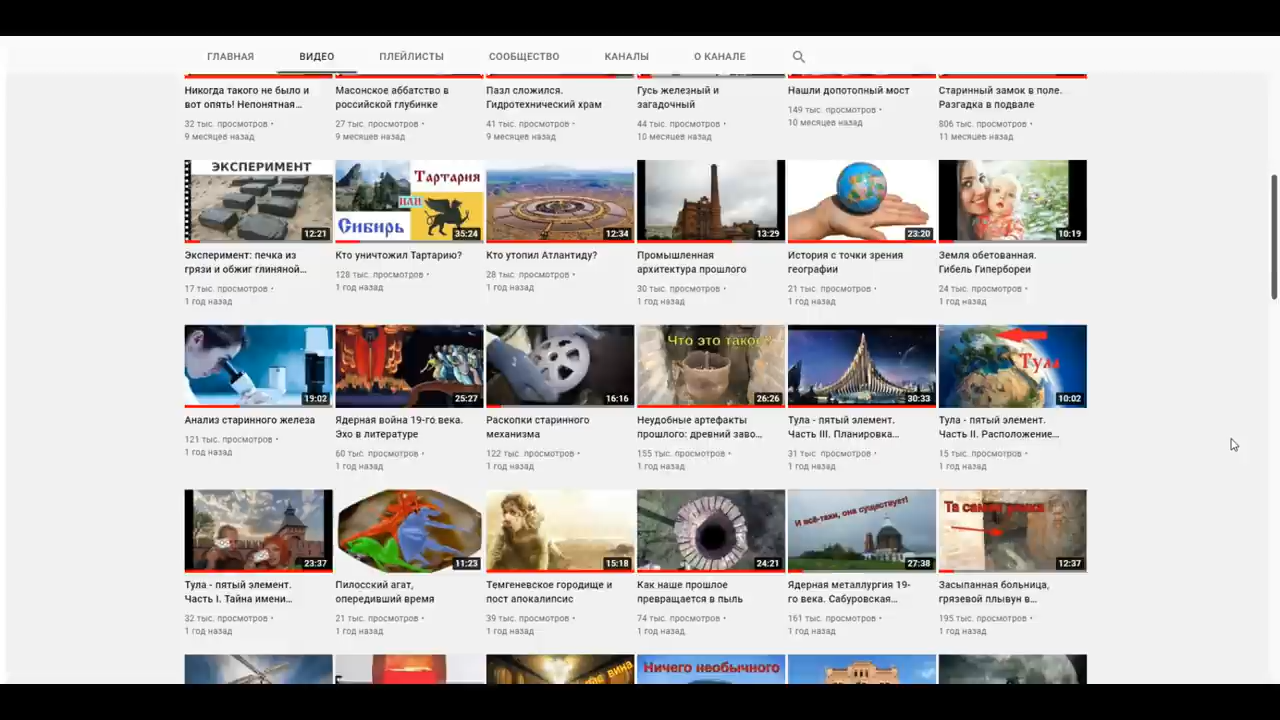 ГЛАВНАЯ ВИДЕО ПЛЕЙЛИСТЫ СООБЩЕСТВО КАНАЛЫ О КАНАЛЕ
Никогда такого не было и
вот опять! Непонятная...
32 тыс. просмотров •
9 месяцев назад
Масонское аббатство в
российской глубинке
27 тыс. просмотров •
9 месяцев назад
Пазл сложился.
Гидротехнический храм
41 тыс. просмотров •
9 месяцев назад
Гусь железный и
загадочный
44 тыс. просмотров •
10 месяцев назад
Нашли допотопный мост
149 тыс. просмотров •
10 месяцев назад
Старинный замок в поле.
Разгадка в подвале
806 тыс. просмотров •
11 месяцев назад
ЭКСПЕРИМЕНТ
12:21
Эксперимент: печка из
грязи и обжиг глиняной...
17 тыс. просмотров •
1 год назад
Тартария
или
Сибирь
35:24
Кто уничтожил Тартарию?
128 тыс. просмотров •
1 год назад
12:34
Кто утопил Атлантиду?
28 тыс. просмотров •
1 год назад
13:29
Промышленная
архитектура прошлого
30 тыс. просмотров •
1 год назад
23:20
История с точки зрения
географии
21 тыс. просмотров •
1 год назад
10:19
Земля обетованная.
Гибель Гипербореи
24 тыс. просмотров •
1 год назад
19:02
Анализ старинного железа
121 тыс. просмотров •
1 год назад
25:27
Ядерная война 19-го века.
Эхо в литературе
60 тыс. просмотров •
1 год назад
16:16
Раскопки старинного
механизма
122 тыс. просмотров •
1 год назад
Что это такое?
26:26
Неудобные артефакты
прошлого: древний заво...
155 тыс. просмотров •
1 год назад
30:33
Тула - пятый элемент.
Часть III. Планировка...
31 тыс. просмотров •
1 год назад
Тула
10:02
Тула - пятый элемент.
Часть II. Расположение...
15 тыс. просмотров •
1 год назад
23:37
Тула - пятый элемент.
Часть I. Тайна имени...
32 тыс. просмотров •
1 год назад
11:23
Пилосский агат,
опередивший время
21 тыс. просмотров •
1 год назад
15:18
Темгеневское городище и
пост апокалипсис
39 тыс. просмотров •
1 год назад
24:21
Как наше прошлое
превращается в пыль
74 тыс. просмотров •
1 год назад
И всё-таки, она существует!
27:38
Ядерная металлургия 19-
го века. Сабуровская...
161 тыс. просмотров •
1 год назад
Та самая
12:37
Засыпанная больница,
грязевой плывун в...
195 тыс. просмотров •
1 год назад
вина
Ничего необычного